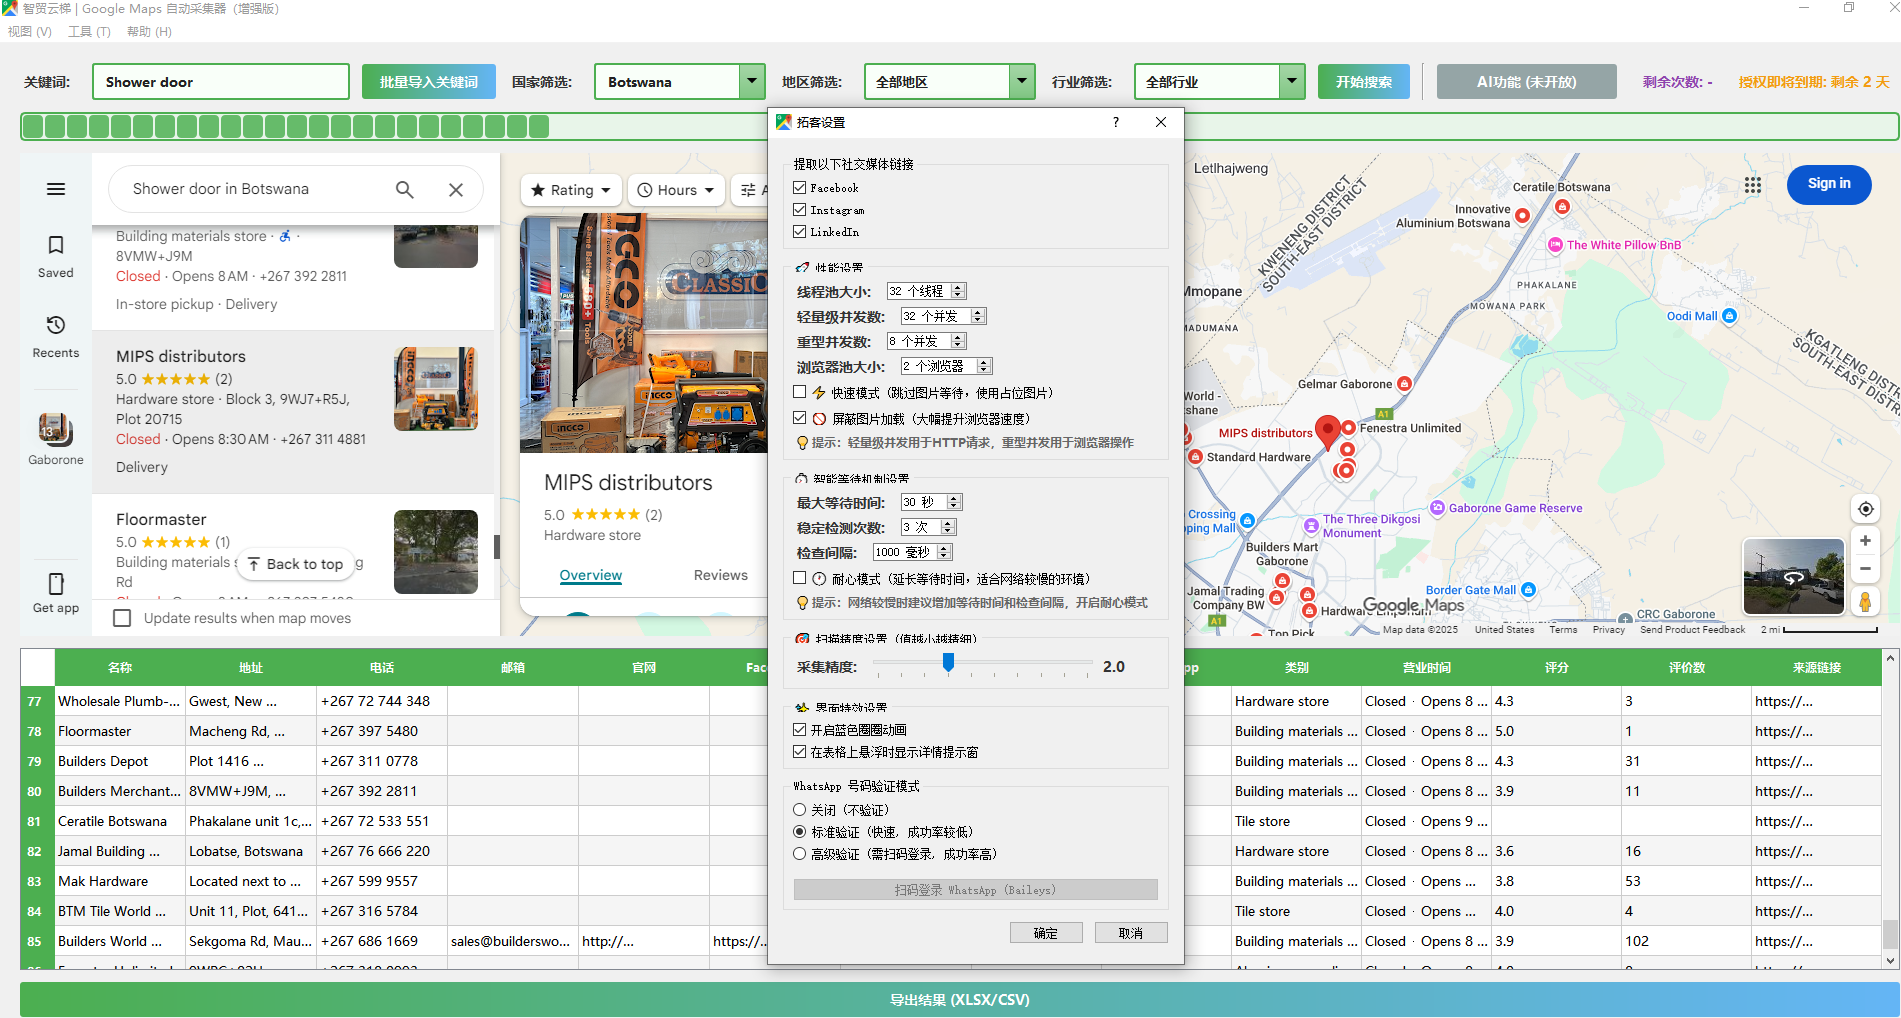 智贸云梯 | Google Maps 自动采集器（增强版）
视图 (V) 工具 (T) 帮助 (H)
关键词: Shower door 批量导入关键词 国家筛选: Botswana 地区筛选: 全部地区 行业筛选: 全部行业 开始搜索 AI功能 (未开放) 剩余次数: - 授权即将到期: 剩余 2 天
Shower door in Botswana
Saved
Recents
13
Gaborone
Get app
Building materials store ·
8VMW+J9M
Closed · Opens 8 AM · +267 392 2811
In-store pickup · Delivery
MIPS distributors
5.0 (2)
Hardware store · Block 3, 9WJ7+R5J,
Plot 20715
Closed · Opens 8:30 AM · +267 311 4881
Delivery
Floormaster
5.0 (1)
Building materials
Rd
Back to top
Update results when map moves
Rating
Hours
INGCO
CLASSIC
INGCO
INGCO
MIPS distributors
5.0 (2)
Hardware store
Overview Reviews
拓客设置
提取以下社交媒体链接
Facebook
Instagram
LinkedIn
性能设置
线程池大小: 32 个线程
轻量级并发数: 32 个并发
重型并发数: 8 个并发
浏览器池大小: 2 个浏览器
快速模式（跳过图片等待，使用占位图片）
屏蔽图片加载（大幅提升浏览器速度）
提示: 轻量级并发用于HTTP请求，重型并发用于浏览器操作
智能等待机制设置
最大等待时间: 30 秒
稳定检测次数: 3 次
检查间隔: 1000 毫秒
耐心模式（延长等待时间，适合网络较慢的环境）
提示: 网络较慢时建议增加等待时间和检查间隔，开启耐心模式
扫描精度设置（值越小越精细）
采集精度: 2.0
界面特效设置
开启蓝色圈圈动画
在表格上悬浮时显示详情提示窗
WhatsApp 号码验证模式
关闭（不验证）
标准验证（快速，成功率较低）
高级验证（需扫码登录，成功率高）
扫码登录 WhatsApp (Baileys)
确定 取消
Letlhajweng
Ceratile Botswana
Sign in
Innovative
Aluminium Botswana
KWENENG DISTRICT
SOUTH-EAST DISTRICT
The White Pillow BnB
Mmopane
PHAKALANE
MOWANA PARK
Oodi Mall
MADUMANA
KGATLENG DISTR
SOUTH-EAST DISTR
Gelmar Gaborone
World -
shane
A1
MIPS distributors
Fenestra Unlimited
Standard Hardware
Crossing
pping Mall
The Three Dikgosi
Monument
Gaborone Game Reserve
Builders Mart
Gaborone
Jamal Trading
Company BW
Border Gate Mall
Hardware Emporium
A1
Top Pick
CRC Gaborone
Google Maps
Map data ©2025 United States Terms Privacy Send Product Feedback 2 mi
名称 地址 电话 邮箱 官网 Fac pp 类别 营业时间 评分 评价数 来源链接
77 Wholesale Plumb-... Gwest, New ... +267 72 744 348 Hardware store Closed · Opens 8 ... 4.3 3 https://...
78 Floormaster Macheng Rd, ... +267 397 5480 Building materials ... Closed · Opens 8 ... 5.0 1 https://...
79 Builders Depot Plot 1416 ... +267 311 0778 Building materials ... Closed · Opens 8 ... 4.3 31 https://...
80 Builders Merchant... 8VMW+J9M, ... +267 392 2811 Building materials ... Closed · Opens 8 ... 3.9 11 https://...
81 Ceratile Botswana Phakalane unit 1c,... +267 72 533 551 Tile store Closed · Opens 9 ... https://...
82 Jamal Building ... Lobatse, Botswana +267 76 666 220 Hardware store Closed · Opens 8 ... 3.6 16 https://...
83 Mak Hardware Located next to ... +267 599 9557 Building materials ... Closed · Opens ... 3.8 53 https://...
84 BTM Tile World ... Unit 11, Plot, 641... +267 316 5784 Tile store Closed · Opens ... 4.0 4 https://...
85 Builders World ... Sekgoma Rd, Mau... +267 686 1669 sales@builderswo... http://... https://... Building materials ... Closed · Opens 8 ... 3.9 102 https://...
导出结果 (XLSX/CSV)